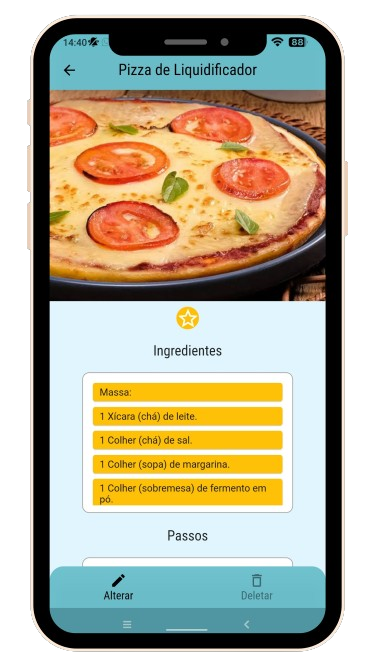 14:40
88
Pizza de Liquidificador
Ingredientes
Massa:
1 Xícara (chá) de leite.
1 Colher (chá) de sal.
1 Colher (sopa) de margarina.
1 Colher (sobremesa) de fermento em
pó.
Passos
Alterar
Deletar